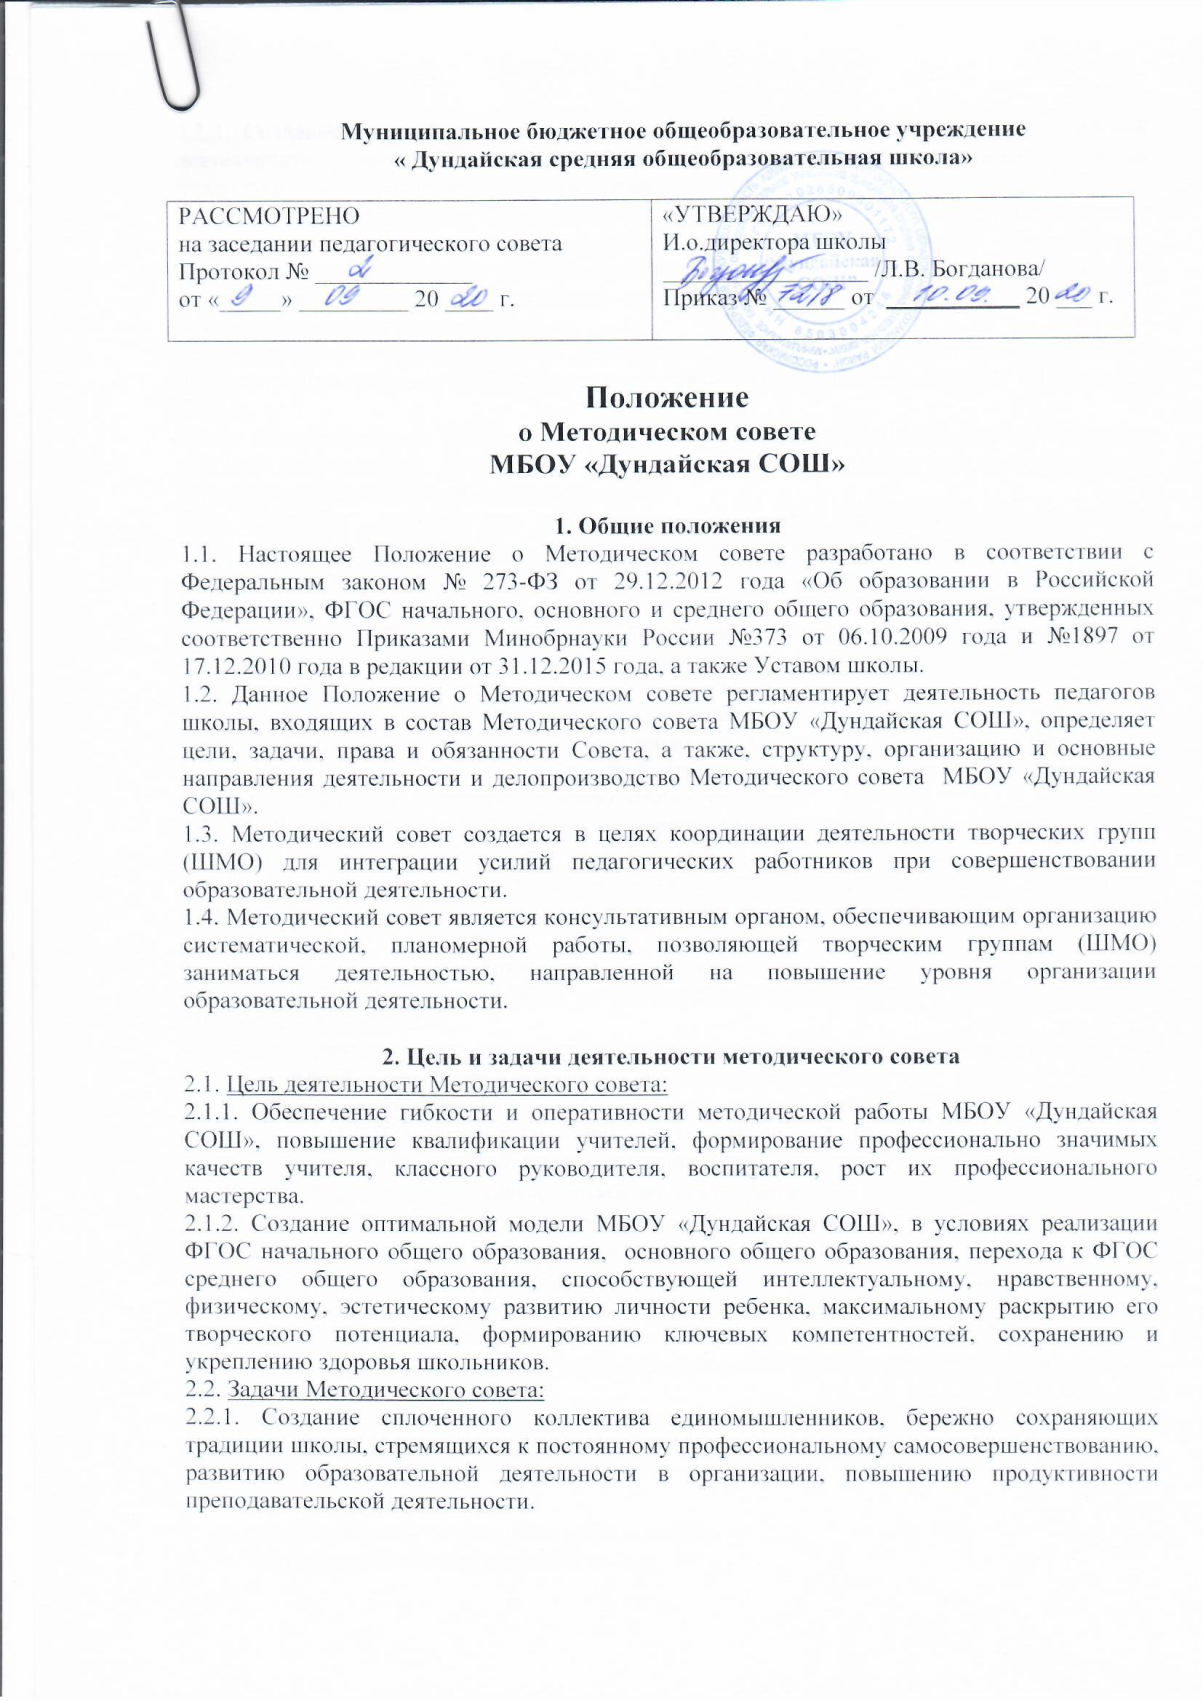 Муниципальное бюджетное общеобразовательное учреждение
« Дундайская средняя общеобразовательная школа»
РАССМОТРЕНО
на заседании педагогического совета
Протокол № 2
от « 9 » 09 20 20 г.
«УТВЕРЖДАЮ»
И.о.директора школы
/Л.В. Богданова/
Приказ № от 10.09. 20 20 г.
Положение
о Методическом совете
МБОУ «Дундайская СОШ»
1. Общие положения
1.1. Настоящее Положение о Методическом совете разработано в соответствии с
Федеральным законом № 273-ФЗ от 29.12.2012 года «Об образовании в Российской
Федерации», ФГОС начального, основного и среднего общего образования, утвержденных
соответственно Приказами Минобрнауки России №373 от 06.10.2009 года и №1897 от
17.12.2010 года в редакции от 31.12.2015 года, а также Уставом школы.
1.2. Данное Положение о Методическом совете регламентирует деятельность педагогов
школы, входящих в состав Методического совета МБОУ «Дундайская СОШ», определяет
цели, задачи, права и обязанности Совета, а также, структуру, организацию и основные
направления деятельности и делопроизводство Методического совета МБОУ «Дундайская
СОШ».
1.3. Методический совет создается в целях координации деятельности творческих групп
(ШМО) для интеграции усилий педагогических работников при совершенствовании
образовательной деятельности.
1.4. Методический совет является консультативным органом, обеспечивающим организацию
систематической, планомерной работы, позволяющей творческим группам (ШМО)
заниматься деятельностью, направленной на повышение уровня организации
образовательной деятельности.
2. Цель и задачи деятельности методического совета
2.1. Цель деятельности Методического совета:
2.1.1. Обеспечение гибкости и оперативности методической работы МБОУ «Дундайская
СОШ», повышение квалификации учителей, формирование профессионально значимых
качеств учителя, классного руководителя, воспитателя, рост их профессионального
мастерства.
2.1.2. Создание оптимальной модели МБОУ «Дундайская СОШ», в условиях реализации
ФГОС начального общего образования, основного общего образования, перехода к ФГОС
среднего общего образования, способствующей интеллектуальному, нравственному,
физическому, эстетическому развитию личности ребенка, максимальному раскрытию его
творческого потенциала, формированию ключевых компетентностей, сохранению и
укреплению здоровья школьников.
2.2. Задачи Методического совета:
2.2.1. Создание сплоченного коллектива единомышленников, бережно сохраняющих
традиции школы, стремящихся к постоянному профессиональному самосовершенствованию,
развитию образовательной деятельности в организации, повышению продуктивности
преподавательской деятельности.